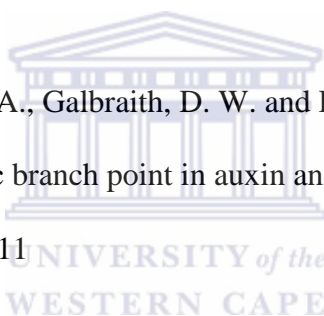 A., Galbraith, D. W. and
branch point in auxin an
11
UNIVERSITY of the
WESTERN CAPE